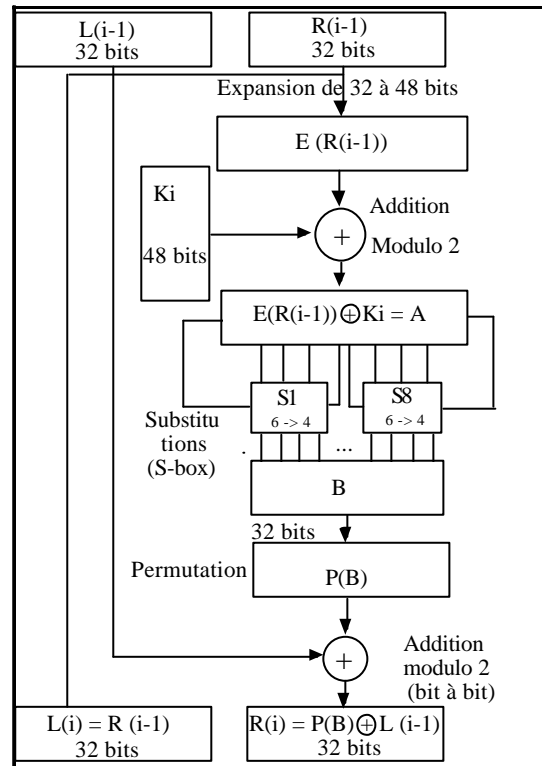 L(i-1)
32 bits
R(i-1)
32 bits
Expansion de 32 à 48 bits
E (R(i-1))
Ki
48 bits
+
Addition
Modulo 2
E(R(i-1))⊕Ki = A
S1
6 -> 4
S8
6 -> 4
Substitu
tions
(S-box)
. ...
B
32 bits
Permutation
P(B)
+
Addition
modulo 2
(bit à bit)
L(i) = R (i-1)
32 bits
R(i) = P(B)⊕L (i-1)
32 bits